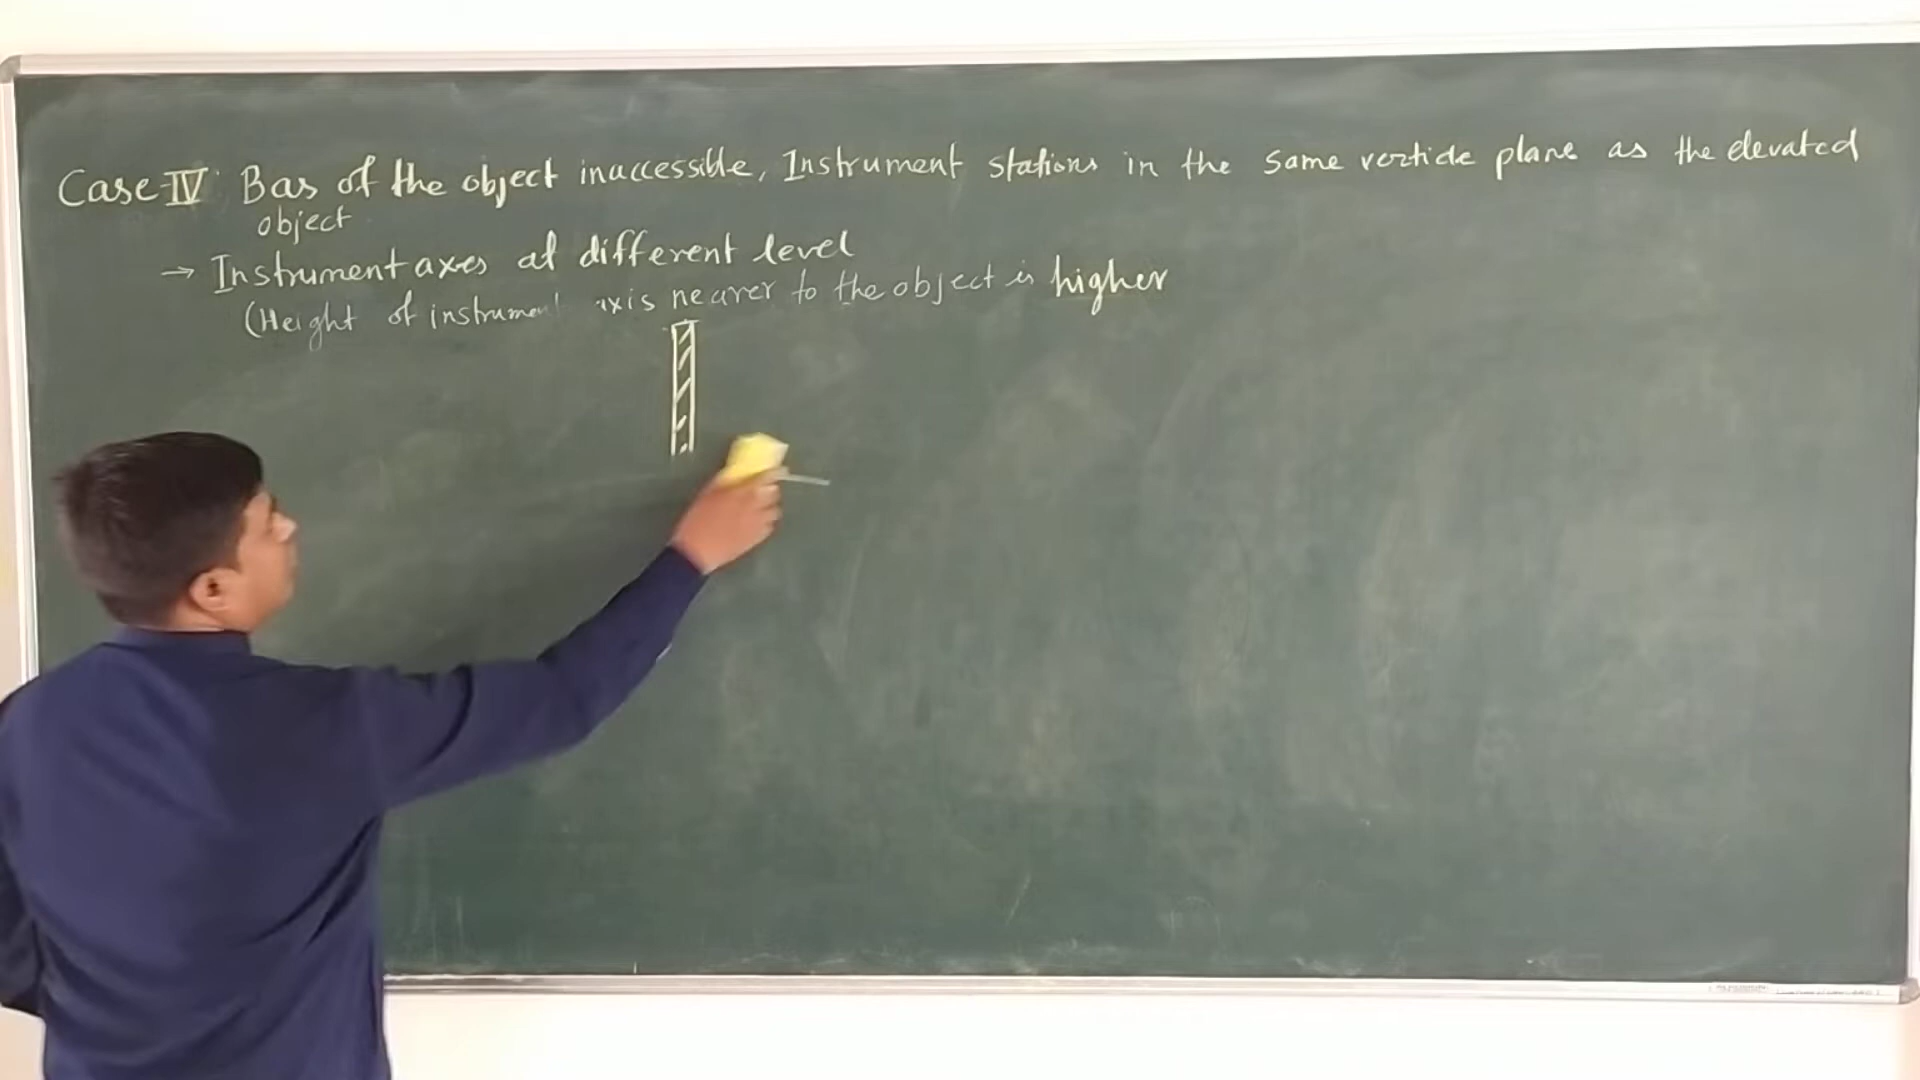 Case-IV Bas of the object inaccessible, Instrument stations in the same verticle plane as the elevated
object
→ Instrument axes at different level
(Height of instrument axis nearer to the object is higher